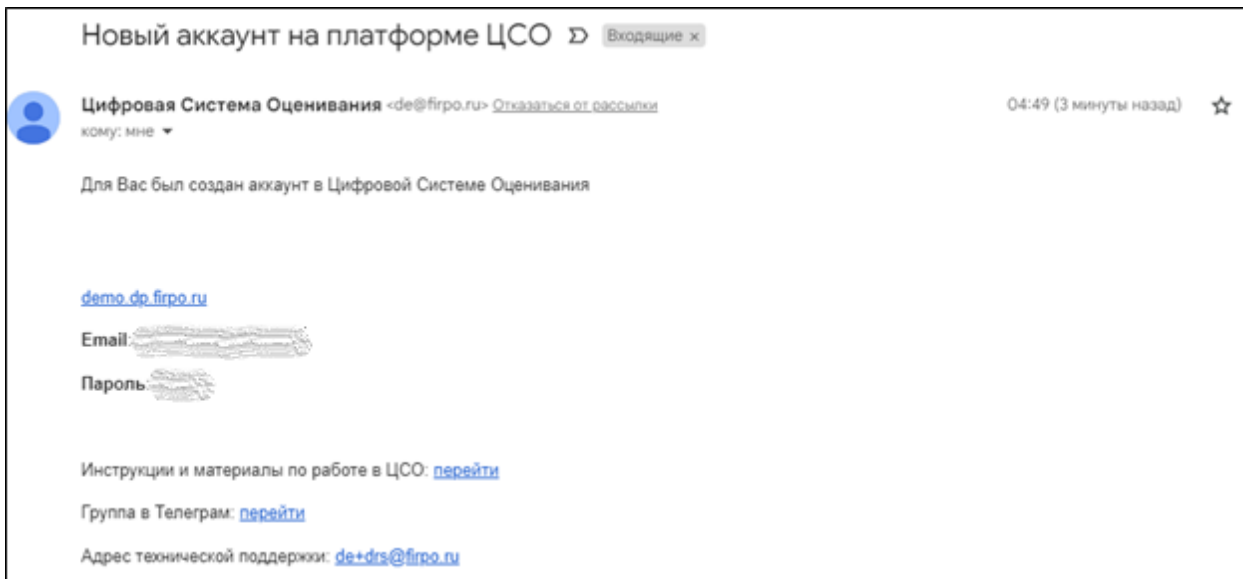 Новый аккаунт на платформе ЦСО Входящие ×
Цифровая Система Оценивания <de@firpo.ru> Отказаться от рассылки 04:49 (3 минуты назад)
кому: мне
Для Вас был создан аккаунт в Цифровой Системе Оценивания
demo.dp.firpo.ru
Email:
Пароль:
Инструкции и материалы по работе в ЦСО: перейти
Группа в Телеграм: перейти
Адрес технической поддержки: de+drs@firpo.ru